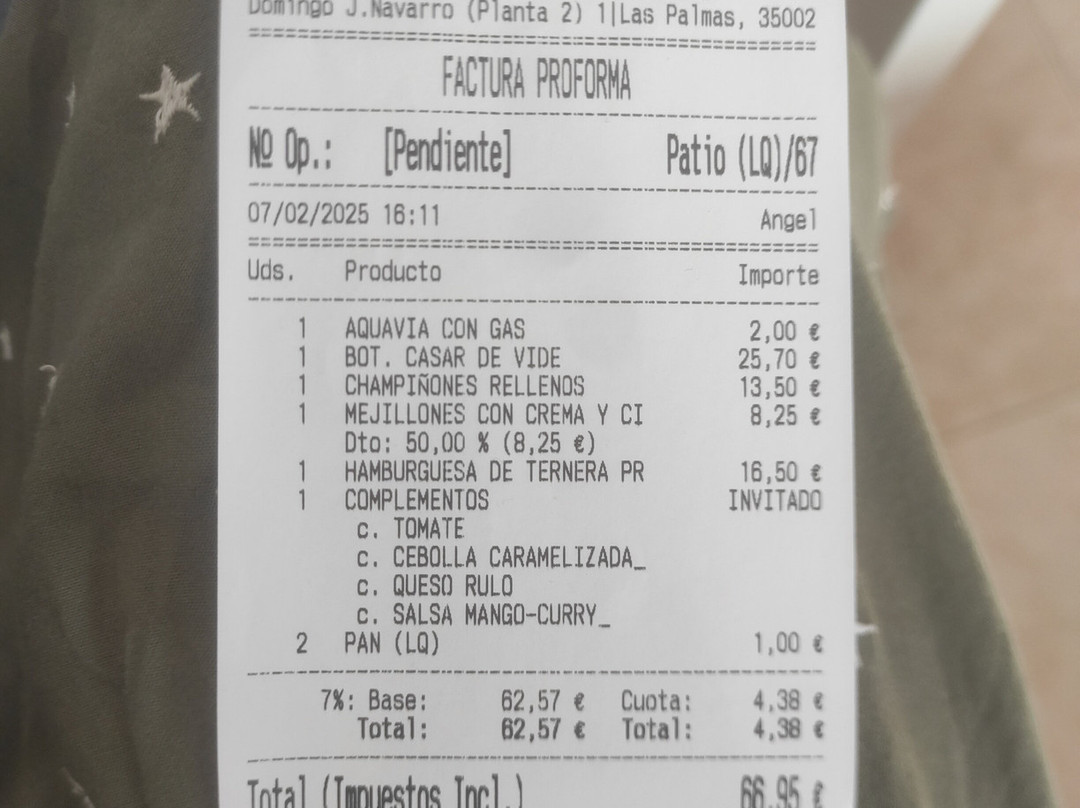 Domingo J.Navarro (Planta 2) 1|Las Palmas, 35002
FACTURA PROFORMA
Nº Op.: [Pendiente] Patio (LQ)/67
07/02/2025 16:11 Angel
Uds. Producto Importe
1 AQUAVIA CON GAS 2,00 €
1 BOT. CASAR DE VIDE 25,70 €
1 CHAMPIÑONES RELLENOS 13,50 €
1 MEJILLONES CON CREMA Y CI 8,25 €
Dto: 50,00 % (8,25 €)
1 HAMBURGUESA DE TERNERA PR 16,50 €
1 COMPLEMENTOS INVITADO
c. TOMATE
c. CEBOLLA CARAMELIZADA_
c. QUESO RULO
c. SALSA MANGO-CURRY_
2 PAN (LQ) 1,00 €
7%: Base: 62,57 € Cuota: 4,38 €
Total: 62,57 € Total: 4,38 €
Total (Impuestos Incl.) 66,95 €